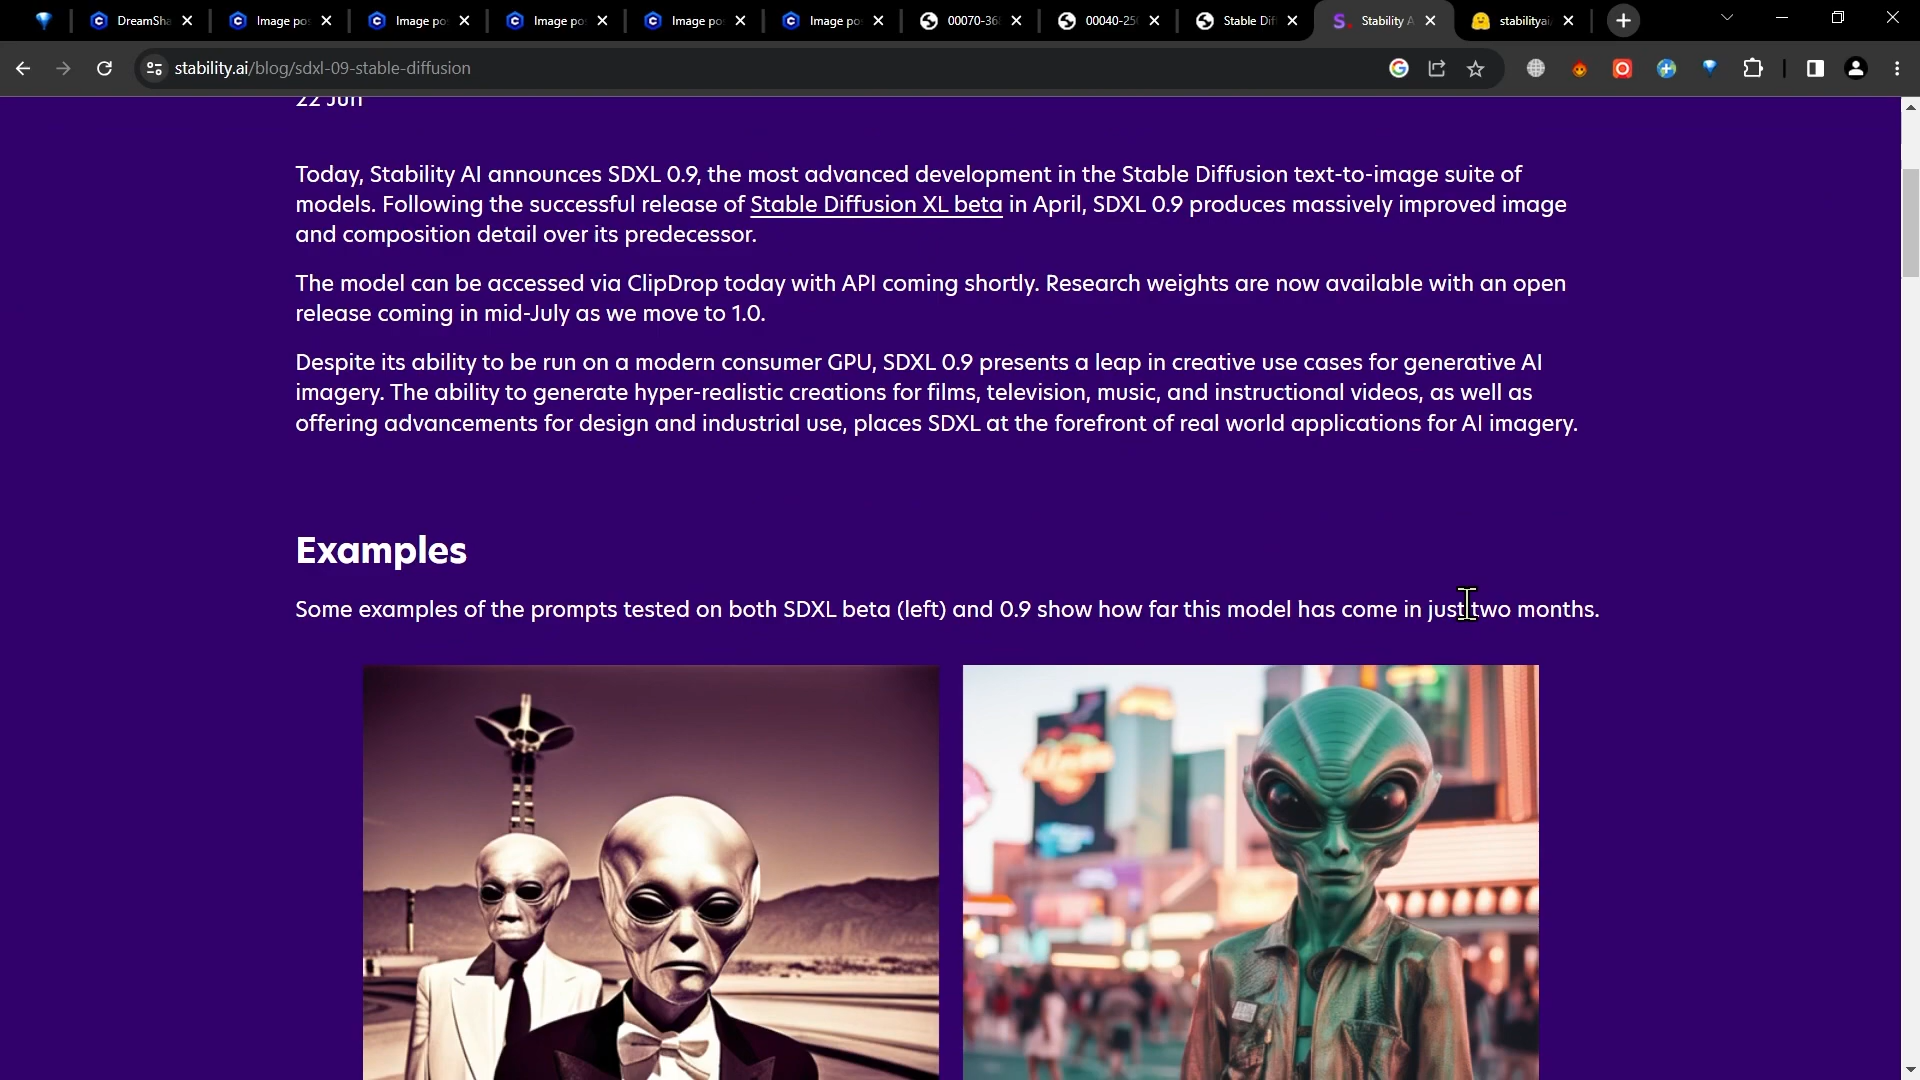 DreamSha
Image po
Image po
Image po
Image po
Image po
00070-36
00040-25
Stable Dif
Stability A
stabilityai
stability.ai/blog/sdxl-09-stable-diffusion
22 Jun
Today, Stability AI announces SDXL 0.9, the most advanced development in the Stable Diffusion text-to-image suite of
models. Following the successful release of Stable Diffusion XL beta in April, SDXL 0.9 produces massively improved image
and composition detail over its predecessor.
The model can be accessed via ClipDrop today with API coming shortly. Research weights are now available with an open
release coming in mid-July as we move to 1.0.
Despite its ability to be run on a modern consumer GPU, SDXL 0.9 presents a leap in creative use cases for generative AI
imagery. The ability to generate hyper-realistic creations for films, television, music, and instructional videos, as well as
offering advancements for design and industrial use, places SDXL at the forefront of real world applications for AI imagery.
Examples
Some examples of the prompts tested on both SDXL beta (left) and 0.9 show how far this model has come in just two months.